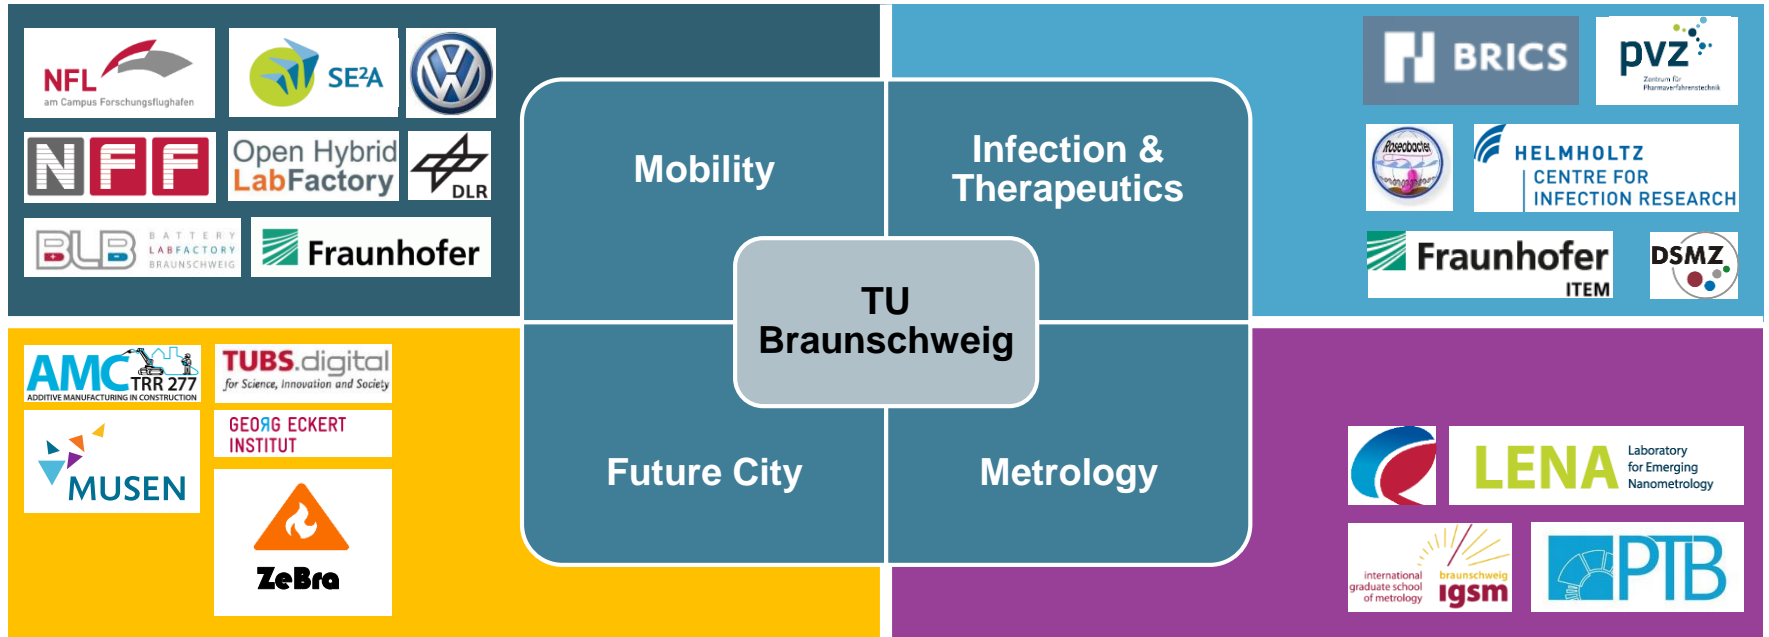 NFL
am Campus Forschungsflughafen
SE²A
VW
NFF
Open Hybrid
LabFactory
DLR
BLB
BATTERY
LABFACTORY
BRAUNSCHWEIG
Fraunhofer
Mobility
Infection &
Therapeutics
BRICS
pvz
Zentrum für
Pharmaverfahrenstechnik
Roseobacter
HELMHOLTZ
CENTRE FOR
INFECTION RESEARCH
Fraunhofer
ITEM
DSMZ
TU
Braunschweig
AMC
TRR 277
ADDITIVE MANUFACTURING IN CONSTRUCTION
TUBS.digital
for Science, Innovation and Society
MUSEN
GEOЯG ECKERT
INSTITUT
ZeBra
Future City
Metrology
LENA
Laboratory
for Emerging
Nanometrology
international
graduate school
of metrology
braunschweig
igsm
PTB